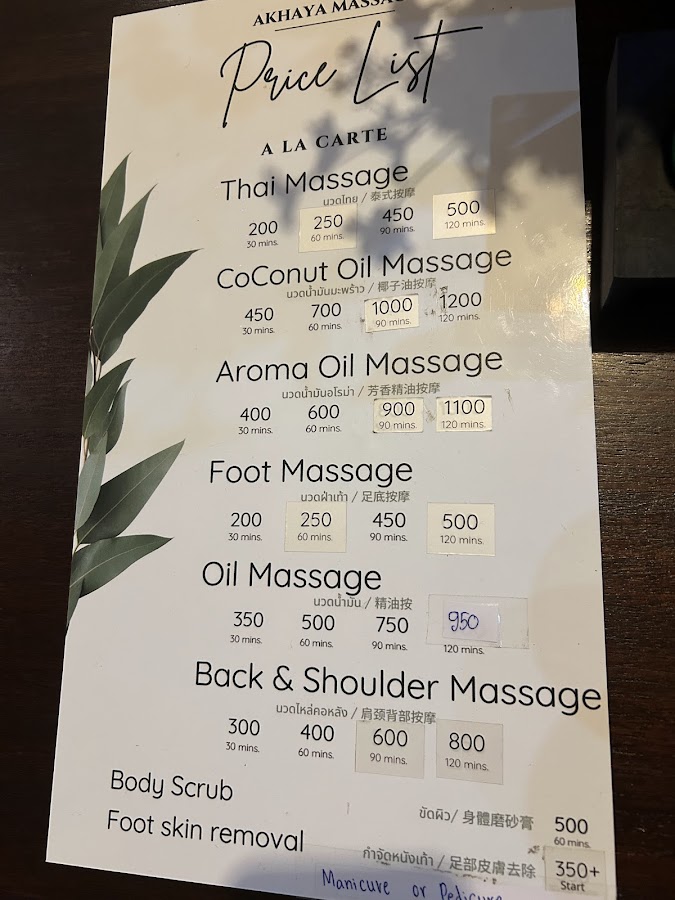 AKHAYA MASSA
Price List
A LA CARTE
Thai Massage
นวดไทย / 泰式按摩
200 250 450 500
30 mins. 60 mins. 90 mins. 120 mins.
CoConut Oil Massage
นวดน้ำมันมะพร้าว / 椰子油按摩
450 700 1000 1200
30 mins. 60 mins. 90 mins. 120 mins.
Aroma Oil Massage
นวดน้ำมันอโรม่า / 芳香精油按摩
400 600 900 1100
30 mins. 60 mins. 90 mins. 120 mins.
Foot Massage
นวดฝ่าเท้า / 足底按摩
200 250 450 500
30 mins. 60 mins. 90 mins. 120 mins.
Oil Massage
นวดน้ำมัน / 精油按
350 500 750 950
30 mins. 60 mins. 90 mins. 120 mins.
Back & Shoulder Massage
นวดไหล่คอหลัง / 肩颈背部按摩
300 400 600 800
30 mins. 60 mins. 90 mins. 120 mins.
Body Scrub ขัดผิว/ 身體磨砂膏 500
60 mins.
Foot skin removal กำจัดหนังเท้า / 足部皮膚去除 350+
Start
Manicure or Pedicure